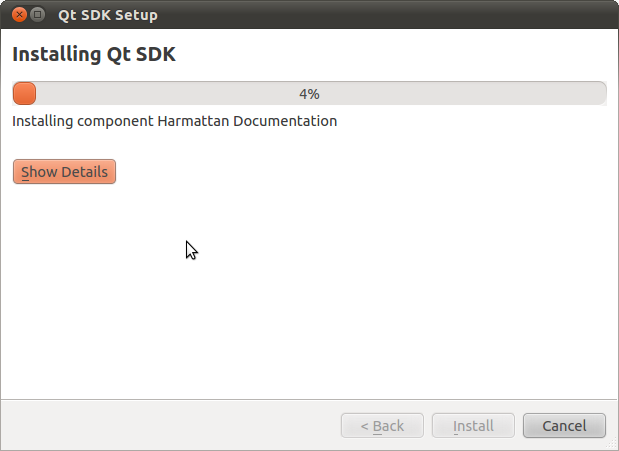 Qt SDK Setup
Installing Qt SDK
4%
Installing component Harmattan Documentation
Show Details
< Back
Install
Cancel